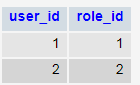 user_id role_id
1 1
2 2